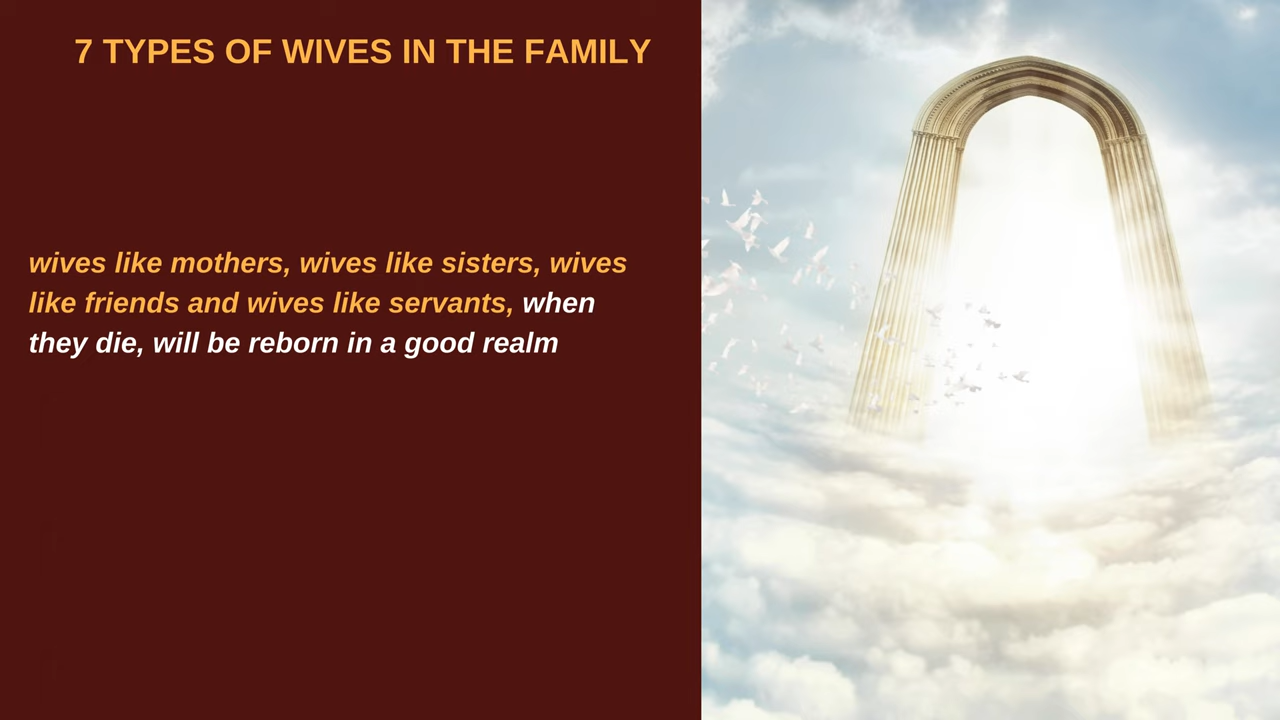 7 TYPES OF WIVES IN THE FAMILY
wives like mothers, wives like sisters, wives
like friends and wives like servants, when
they die, will be reborn in a good realm